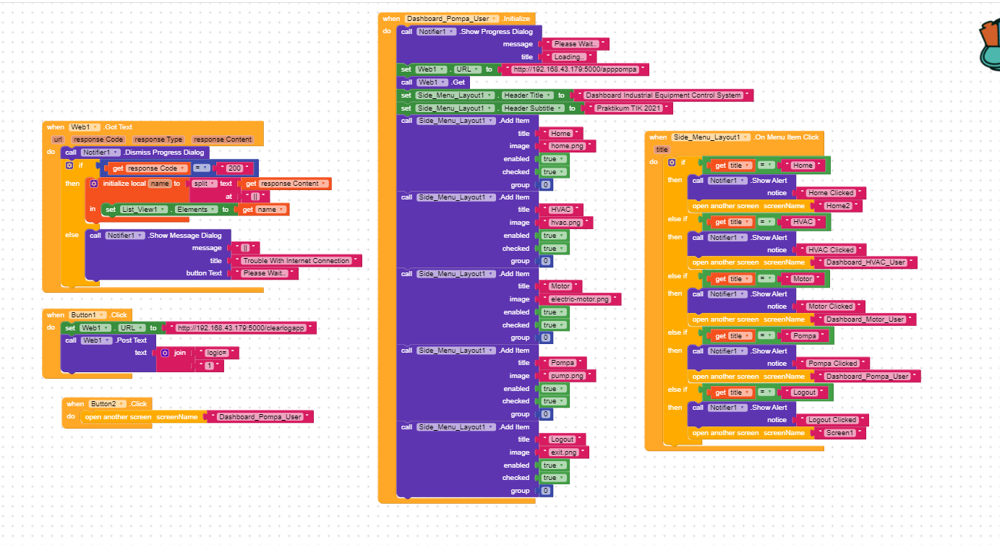 when Web1 .Got Text
url response Code response Type response Content
do call Notifier1 .Dismiss Progress Dialog
if get response Code = " 200 "
then initialize local name to split text get response Content
at " || "
in set List_View1 . Elements to get name
else call Notifier1 .Show Message Dialog
message " || "
title " Trouble With Internet Connection "
button Text " Please Wait.. "
when Button1 .Click
do set Web1 . URL to " http://192.168.43.179:5000/clearlogapp "
call Web1 .Post Text
text join " logic= "
" 1 "
when Button2 .Click
do open another screen screenName " Dashboard_Pompa_User "
when Dashboard_Pompa_User .Initialize
do call Notifier1 .Show Progress Dialog
message " Please Wait.. "
title " Loading.. "
set Web1 . URL to " http://192.168.43.179:5000/apppompa "
call Web1 .Get
set Side_Menu_Layout1 . Header Title to " Dashboard Industrial Equipment Control System "
set Side_Menu_Layout1 . Header Subtitle to " Praktikum TIK 2021 "
call Side_Menu_Layout1 .Add Item
title " Home "
image " home.png "
enabled true
checked true
group 0
call Side_Menu_Layout1 .Add Item
title " HVAC "
image " hvac.png "
enabled true
checked true
group 0
call Side_Menu_Layout1 .Add Item
title " Motor "
image " electric-motor.png "
enabled true
checked true
group 0
call Side_Menu_Layout1 .Add Item
title " Pompa "
image " pump.png "
enabled true
checked true
group 0
call Side_Menu_Layout1 .Add Item
title " Logout "
image " exit.png "
enabled true
checked true
group 0
when Side_Menu_Layout1 .On Menu Item Click
title
do if get title = " Home "
then call Notifier1 .Show Alert
notice " Home Clicked "
open another screen screenName " Home2 "
else if get title = " HVAC "
then call Notifier1 .Show Alert
notice " HVAC Clicked "
open another screen screenName " Dashboard_HVAC_User "
else if get title = " Motor "
then call Notifier1 .Show Alert
notice " Motor Clicked "
open another screen screenName " Dashboard_Motor_User "
else if get title = " Pompa "
then call Notifier1 .Show Alert
notice " Pompa Clicked "
open another screen screenName " Dashboard_Pompa_User "
else if get title = " Logout "
then call Notifier1 .Show Alert
notice " Logout Clicked "
open another screen screenName " Screen1 "